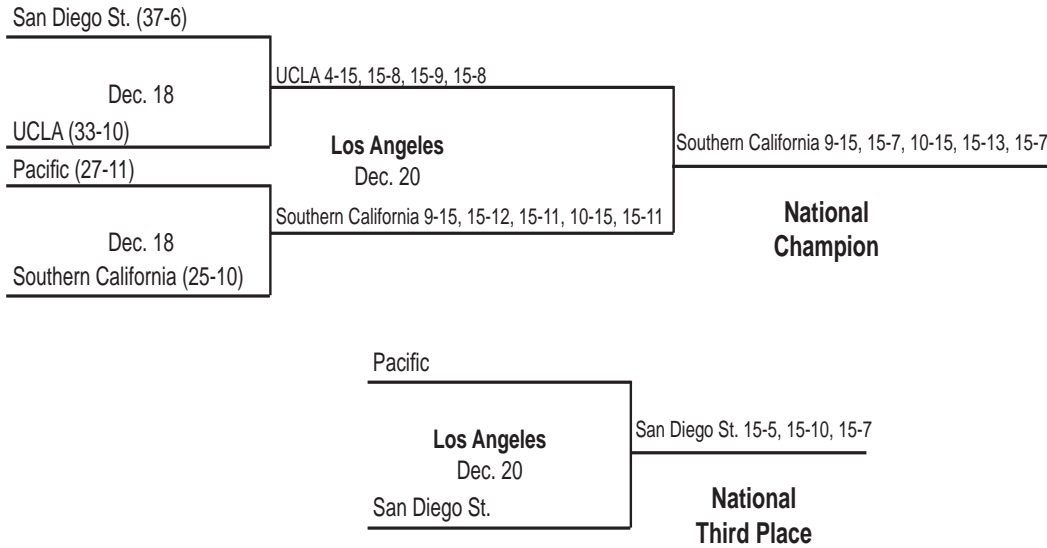 San Diego St. (37-6)
Dec. 18
UCLA (33-10)
UCLA 4-15, 15-8, 15-9, 15-8
Pacific (27-11)
Dec. 18
Southern California (25-10)
Southern California 9-15, 15-12, 15-11, 10-15, 15-11
Los Angeles
Dec. 20
Southern California 9-15, 15-7, 10-15, 15-13, 15-7
National
Champion
Pacific
Los Angeles
Dec. 20
San Diego St.
San Diego St. 15-5, 15-10, 15-7
National
Third Place